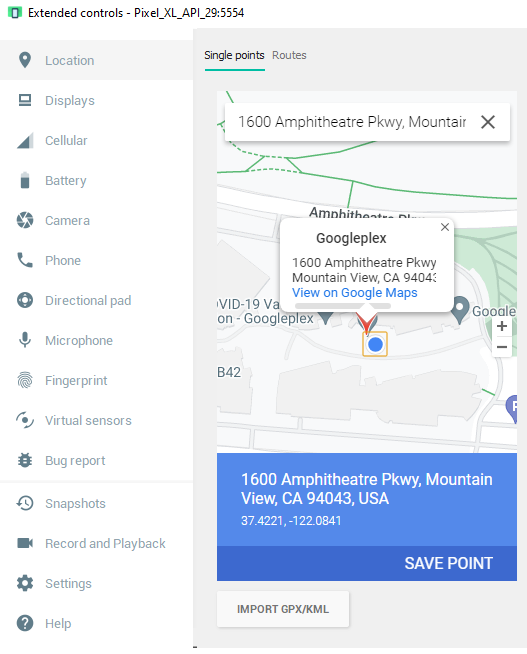 Extended controls - Pixel_XL_API_29:5554
Location
Displays
Cellular
Battery
Camera
Phone
Directional pad
Microphone
Fingerprint
Virtual sensors
Bug report
Snapshots
Record and Playback
Settings
Help
Single points Routes
1600 Amphitheatre Pkwy, Mountain
Amphitheatre
Googleplex
1600 Amphitheatre Pkwy
Mountain View, CA 94043
View on Google Maps
OVID-19 Va
on - Googleplex
Google
+
−
B42
P
1600 Amphitheatre Pkwy, Mountain
View, CA 94043, USA
37.4221, -122.0841
SAVE POINT
IMPORT GPX/KML